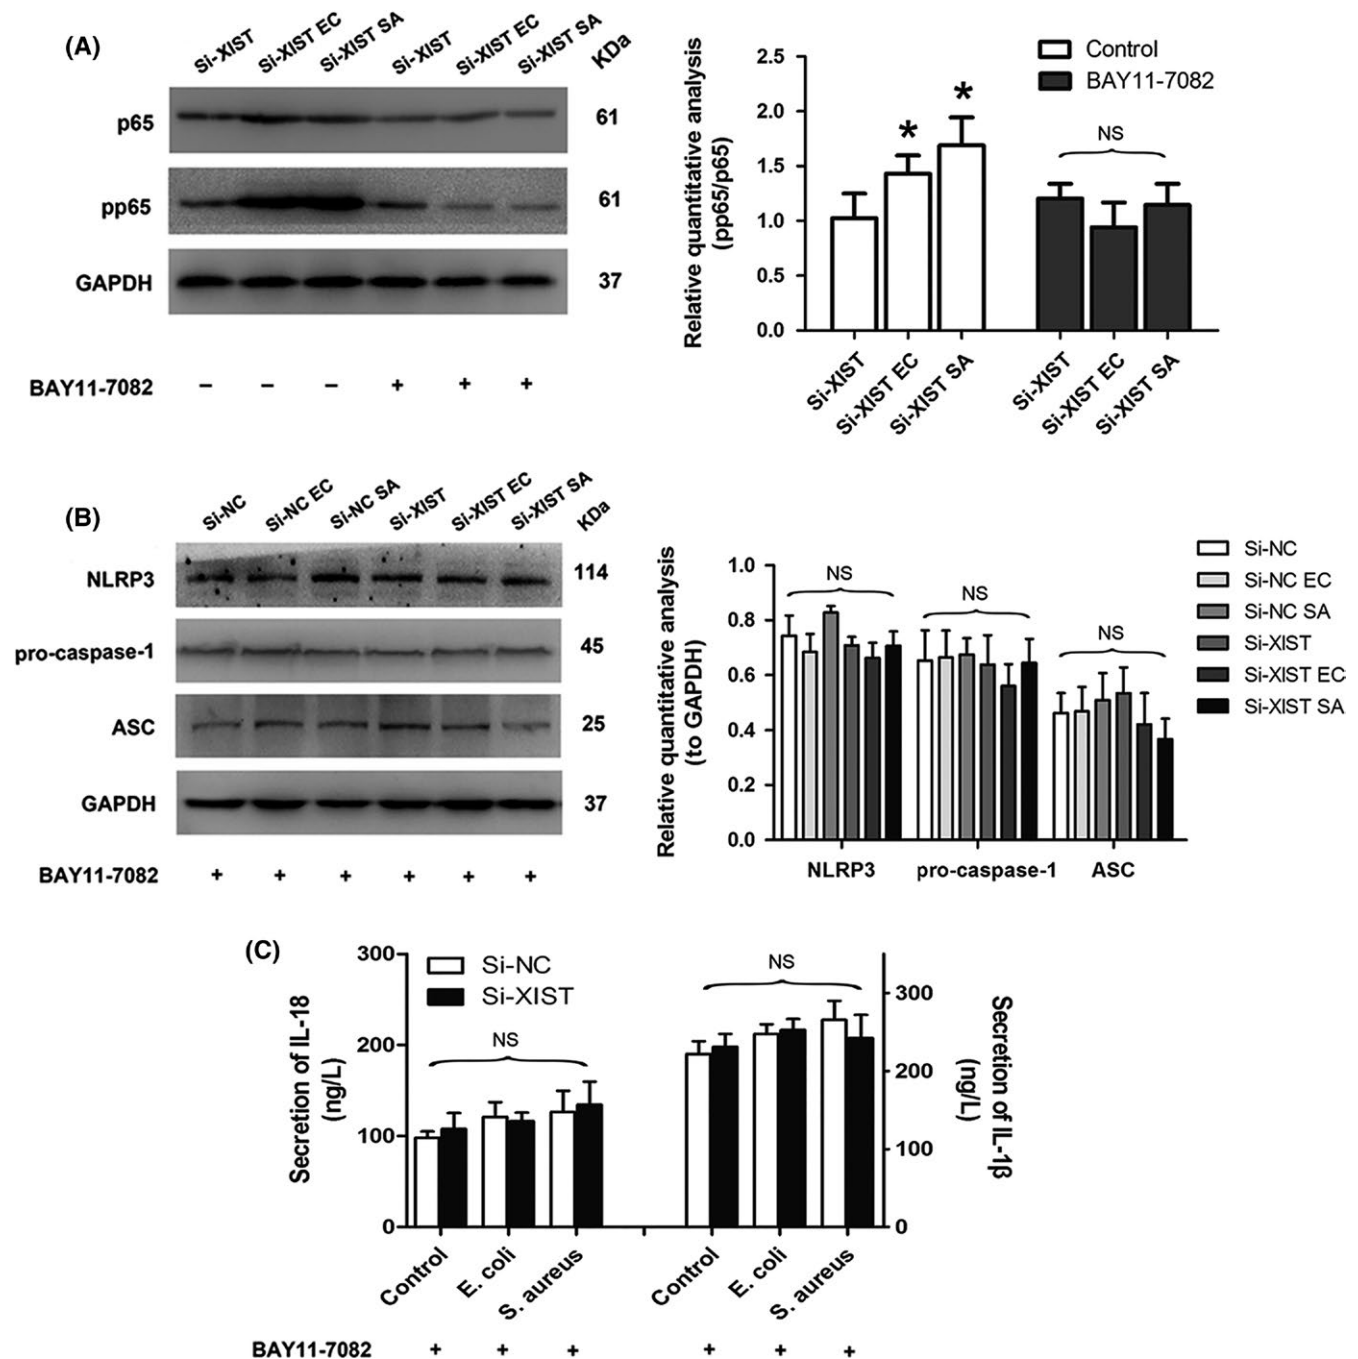 (A)
Si-XIST Si-XIST EC Si-XIST SA Si-XIST Si-XIST EC Si-XIST SA KDa
p65 61
pp65 61
GAPDH 37
BAY11-7082 – – – + + +
Relative quantitative analysis
(pp65/p65)
2.5
2.0
1.5
1.0
0.5
0.0
Control
BAY11-7082
* * NS
Si-XIST Si-XIST EC Si-XIST SA Si-XIST Si-XIST EC Si-XIST SA
(B)
Si-NC Si-NC EC Si-NC SA Si-XIST Si-XIST EC Si-XIST SA KDa
NLRP3 114
pro-caspase-1 45
ASC 25
GAPDH 37
BAY11-7082 + + + + + +
Relative quantitative analysis
(to GAPDH)
1.0
0.8
0.6
0.4
0.2
0.0
NS NS NS
NLRP3 pro-caspase-1 ASC
Si-NC
Si-NC EC
Si-NC SA
Si-XIST
Si-XIST EC
Si-XIST SA
(C)
Secretion of IL-18
(ng/L)
300
200
100
0
Si-NC
Si-XIST
NS NS
300
200
100
0
Secretion of IL-1β
(ng/L)
Control E. coli S. aureus Control E. coli S. aureus
BAY11-7082 + + + + + +